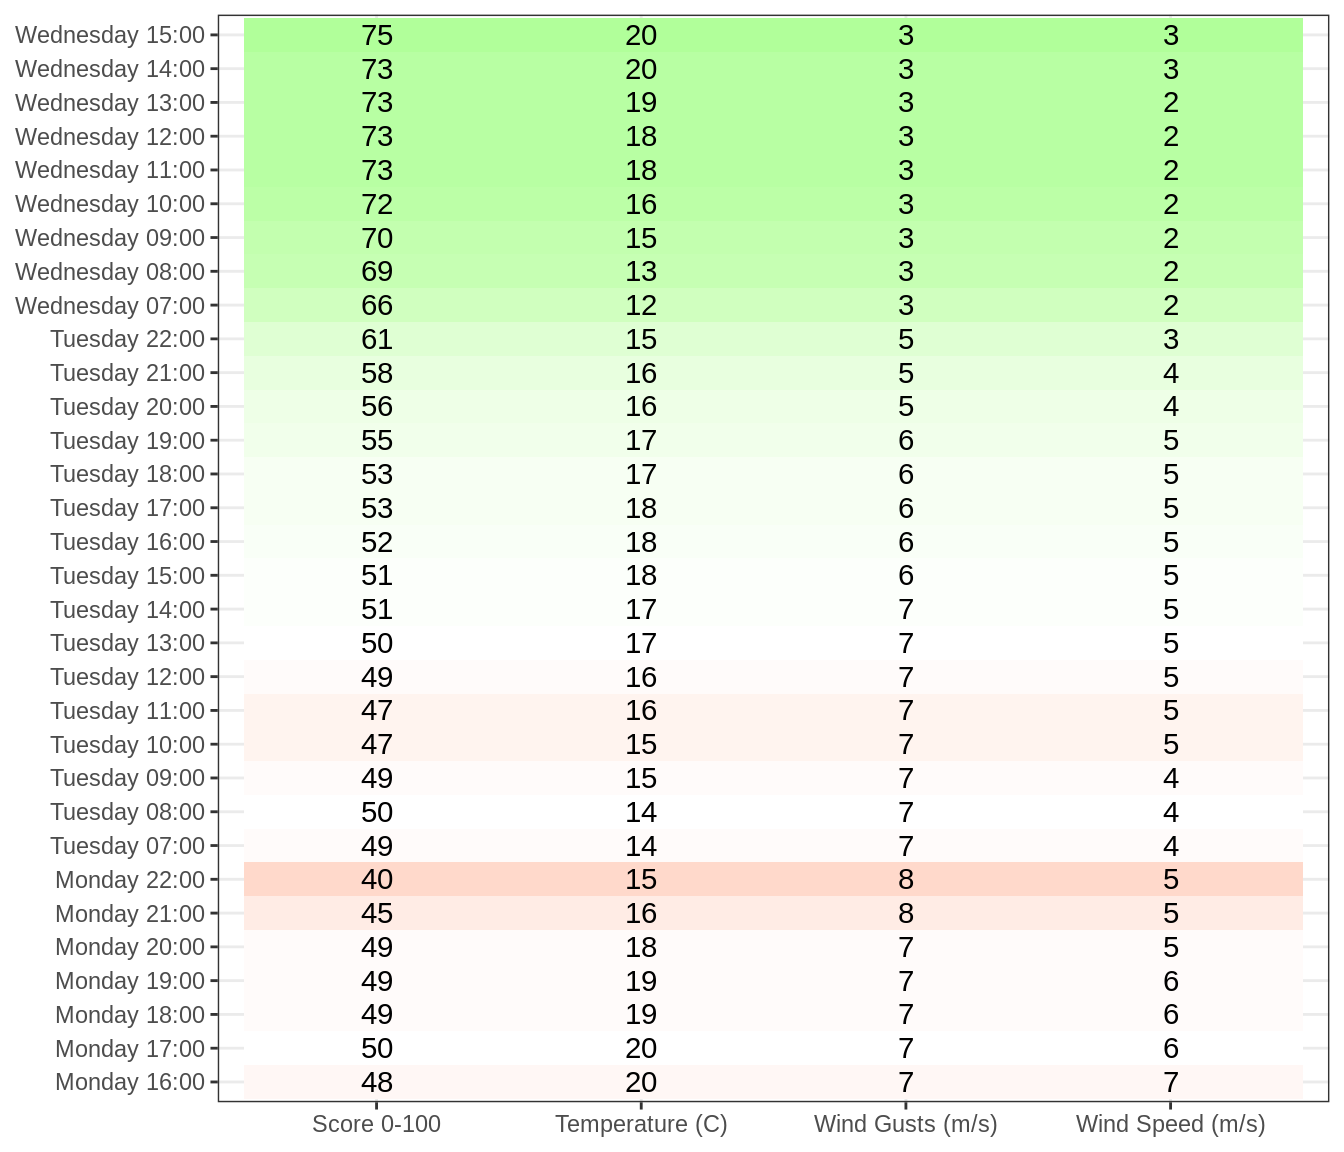 Wednesday 15:00 75 20 3 3
Wednesday 14:00 73 20 3 3
Wednesday 13:00 73 19 3 2
Wednesday 12:00 73 18 3 2
Wednesday 11:00 73 18 3 2
Wednesday 10:00 72 16 3 2
Wednesday 09:00 70 15 3 2
Wednesday 08:00 69 13 3 2
Wednesday 07:00 66 12 3 2
Tuesday 22:00 61 15 5 3
Tuesday 21:00 58 16 5 4
Tuesday 20:00 56 16 5 4
Tuesday 19:00 55 17 6 5
Tuesday 18:00 53 17 6 5
Tuesday 17:00 53 18 6 5
Tuesday 16:00 52 18 6 5
Tuesday 15:00 51 18 6 5
Tuesday 14:00 51 17 7 5
Tuesday 13:00 50 17 7 5
Tuesday 12:00 49 16 7 5
Tuesday 11:00 47 16 7 5
Tuesday 10:00 47 15 7 5
Tuesday 09:00 49 15 7 4
Tuesday 08:00 50 14 7 4
Tuesday 07:00 49 14 7 4
Monday 22:00 40 15 8 5
Monday 21:00 45 16 8 5
Monday 20:00 49 18 7 5
Monday 19:00 49 19 7 6
Monday 18:00 49 19 7 6
Monday 17:00 50 20 7 6
Monday 16:00 48 20 7 7
Score 0-100 Temperature (C) Wind Gusts (m/s) Wind Speed (m/s)